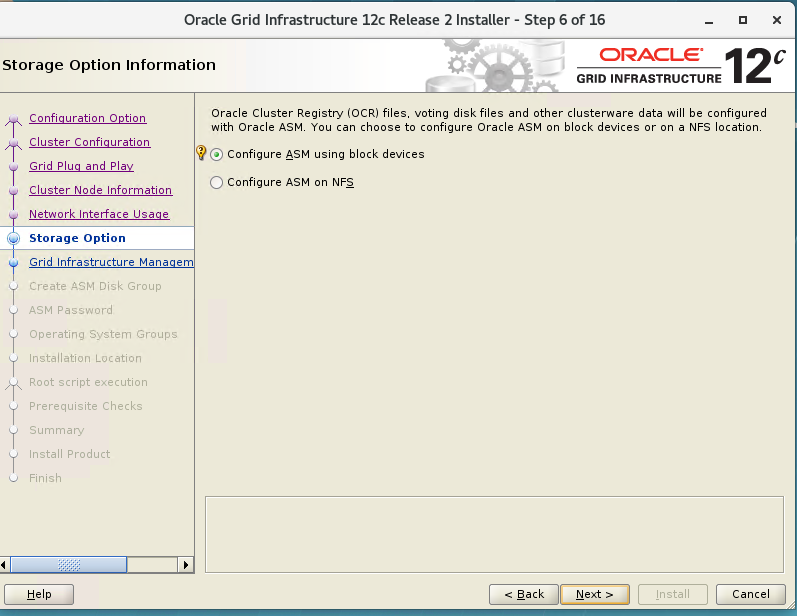 Oracle Grid Infrastructure 12c Release 2 Installer - Step 6 of 16
Storage Option Information
ORACLE®
GRID INFRASTRUCTURE
12c
Configuration Option
Cluster Configuration
Grid Plug and Play
Cluster Node Information
Network Interface Usage
Storage Option
Grid Infrastructure Managem
Create ASM Disk Group
ASM Password
Operating System Groups
Installation Location
Root script execution
Prerequisite Checks
Summary
Install Product
Finish
Oracle Cluster Registry (OCR) files, voting disk files and other clusterware data will be configured
with Oracle ASM. You can choose to configure Oracle ASM on block devices or on a NFS location.
Configure ASM using block devices
Configure ASM on NFS
Help
< Back
Next >
Install
Cancel